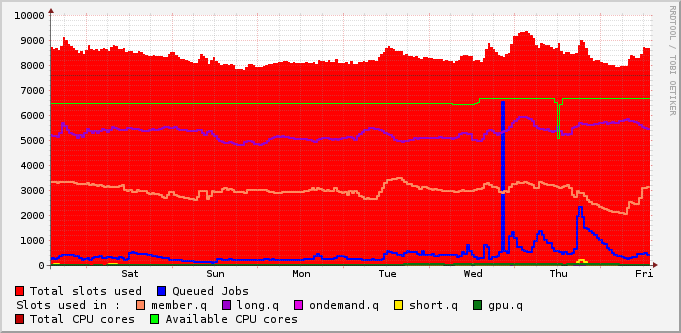 10000
9000
8000
7000
6000
5000
4000
3000
2000
1000
0
Sat Sun Mon Tue Wed Thu Fri
Total slots used Queued Jobs
Slots used in : member.q long.q ondemand.q short.q gpu.q
Total CPU cores Available CPU cores
RRDTOOL / TOBI OETIKER